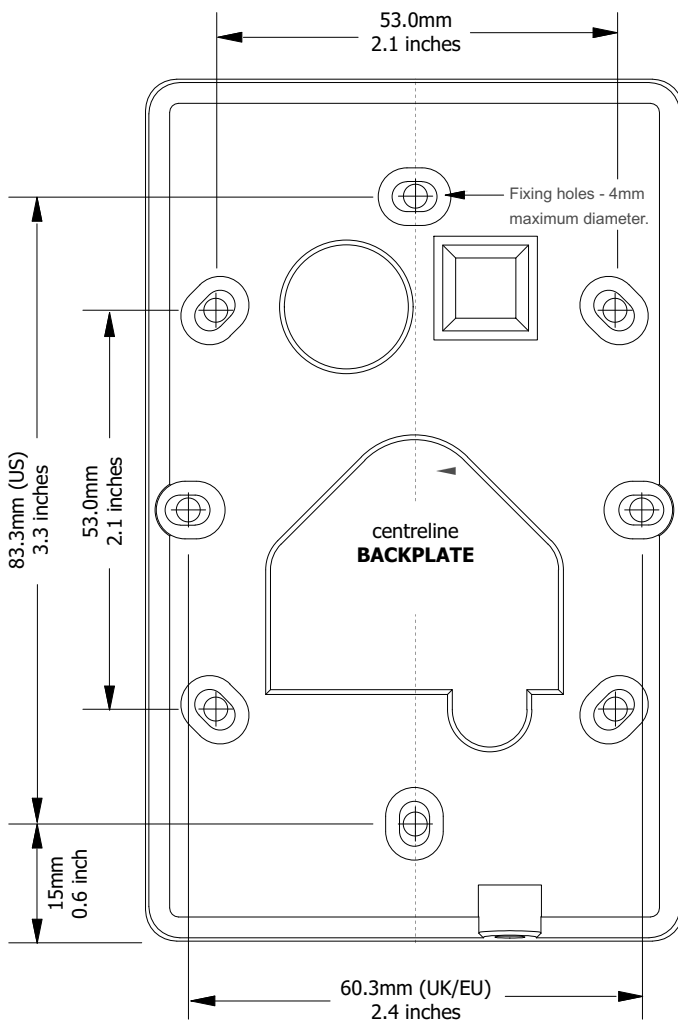 53.0mm
2.1 inches
Fixing holes - 4mm
maximum diameter.
83.3mm (US)
3.3 inches
53.0mm
2.1 inches
centreline
BACKPLATE
15mm
0.6 inch
60.3mm (UK/EU)
2.4 inches